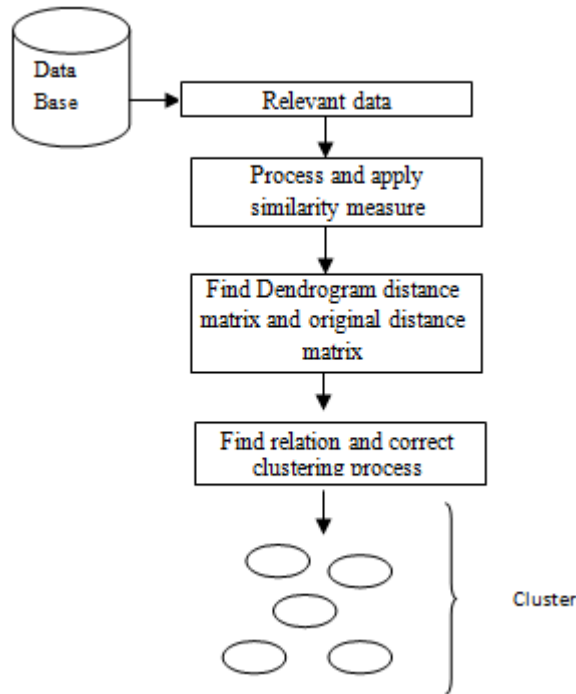 Data
Base
Relevant data
Process and apply
similarity measure
Find Dendrogram distance
matrix and original distance
matrix
Find relation and correct
clustering process
Cluster